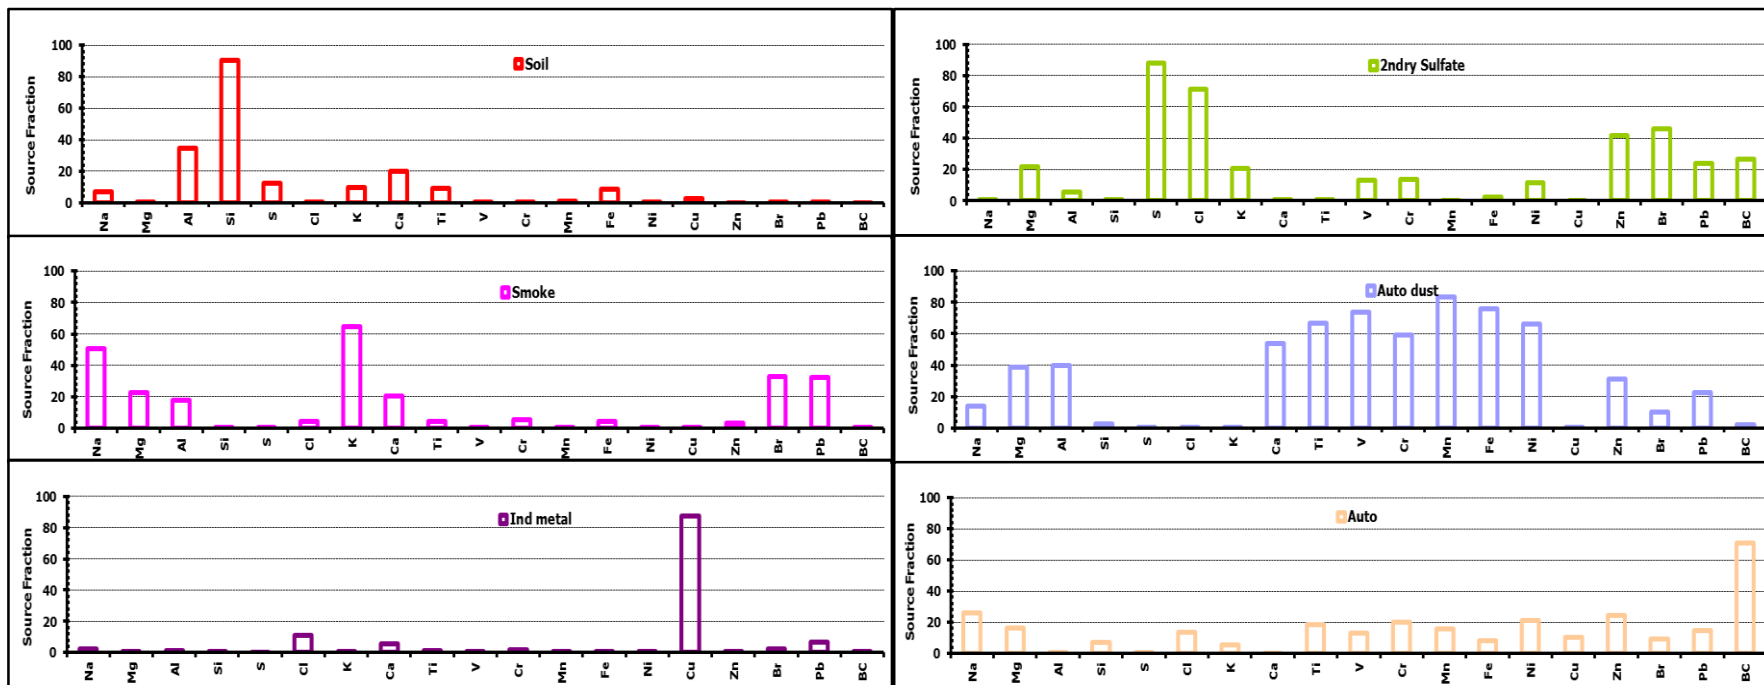 Soil
Source Fraction
100
80
60
40
20
0
Na Mg Al Si S Cl K Ca Ti V Cr Mn Fe Ni Cu Zn Br Pb BC
2ndry Sulfate
Source Fraction
100
80
60
40
20
0
Na Mg Al Si S Cl K Ca Ti V Cr Mn Fe Ni Cu Zn Br Pb BC
Smoke
Source Fraction
100
80
60
40
20
0
Na Mg Al Si S Cl K Ca Ti V Cr Mn Fe Ni Cu Zn Br Pb BC
Auto dust
Source Fraction
100
80
60
40
20
0
Na Mg Al Si S Cl K Ca Ti V Cr Mn Fe Ni Cu Zn Br Pb BC
Ind metal
Source Fraction
100
80
60
40
20
0
Na Mg Al Si S Cl K Ca Ti V Cr Mn Fe Ni Cu Zn Br Pb BC
Auto
Source Fraction
100
80
60
40
20
0
Na Mg Al Si S Cl K Ca Ti V Cr Mn Fe Ni Cu Zn Br Pb BC